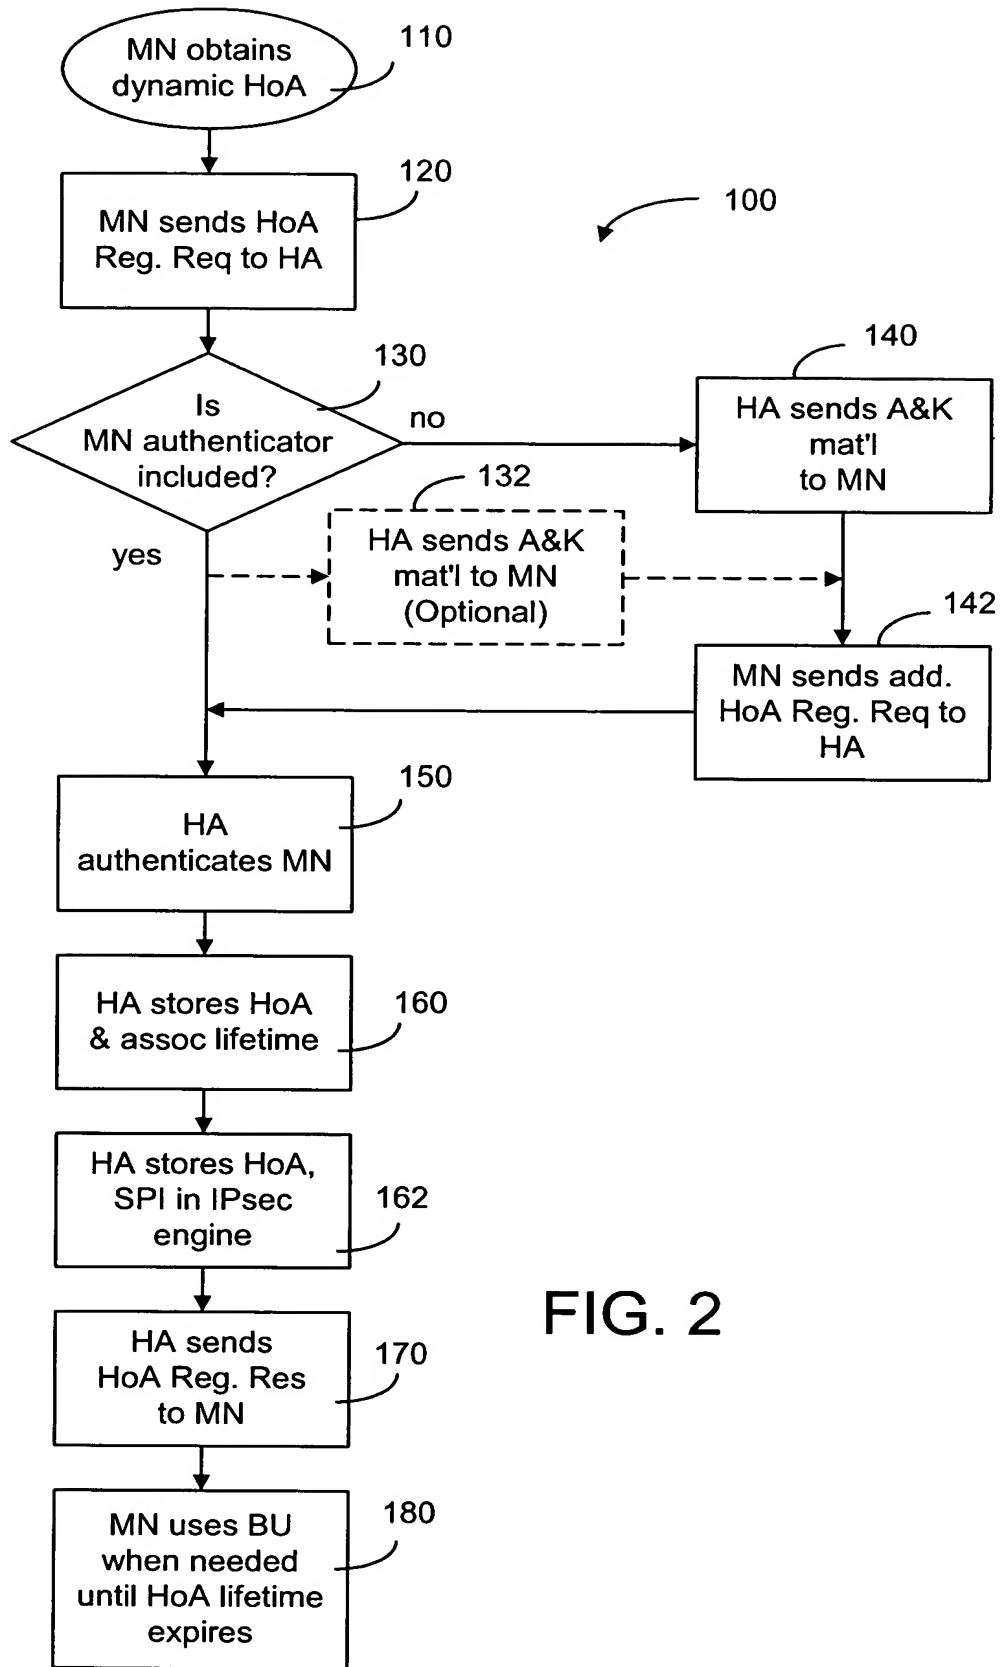 MN obtains
dynamic HoA
110
MN sends HoA
Reg. Req to HA
120
100
Is
MN authenticator
included?
130
no
yes
HA sends A&K
mat'l
to MN
140
HA sends A&K
mat'l to MN
(Optional)
132
MN sends add.
HoA Reg. Req to
HA
142
HA
authenticates MN
150
HA stores HoA
& assoc lifetime
160
HA stores HoA,
SPI in IPsec
engine
162
HA sends
HoA Reg. Res
to MN
170
MN uses BU
when needed
until HoA lifetime
expires
180
FIG. 2